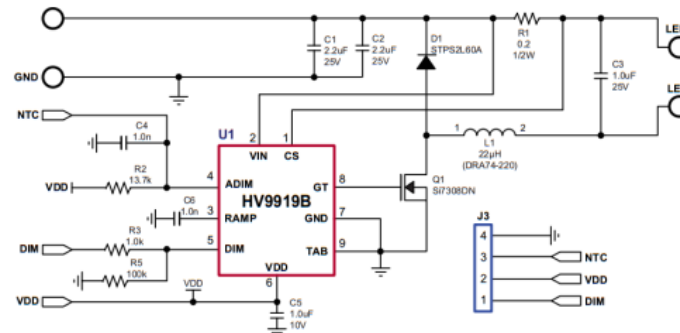 C1
2.2uF
25V
C2
2.2uF
25V
D1
STPS2L60A
R1
0.2
1/2W
C3
1.0uF
25V
GND
NTC
C4
1.0n
U1
2
1
VIN
CS
1
2
L1
22µH
(DRA74-220)
R2
13.7k
VDD
4
ADIM
HV9919B
GT
8
Q1
Si7308DN
C6
1.0n
3
RAMP
GND
7
DIM
R3
1.0k
5
DIM
TAB
9
R5
100k
VDD
6
VDD
VDD
C5
1.0uF
10V
J3
4
3
NTC
2
VDD
1
DIM